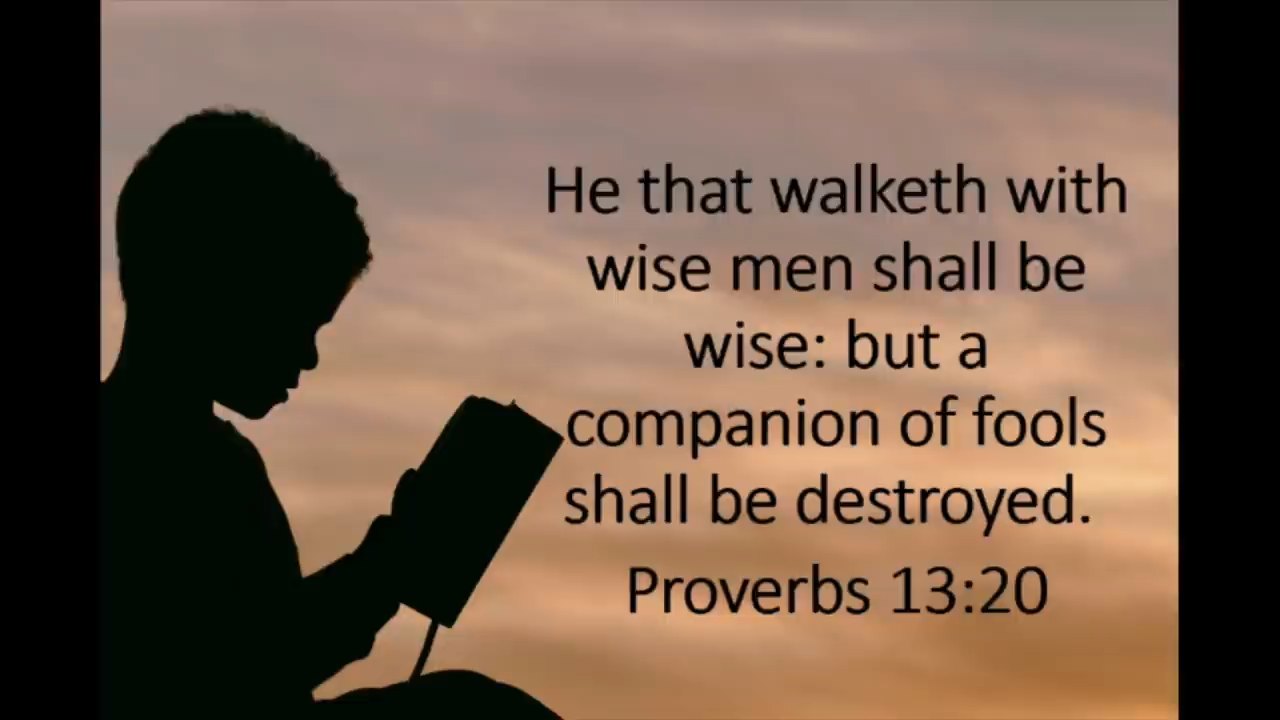 He that walketh with
wise men shall be
wise: but a
companion of fools
shall be destroyed.
Proverbs 13:20